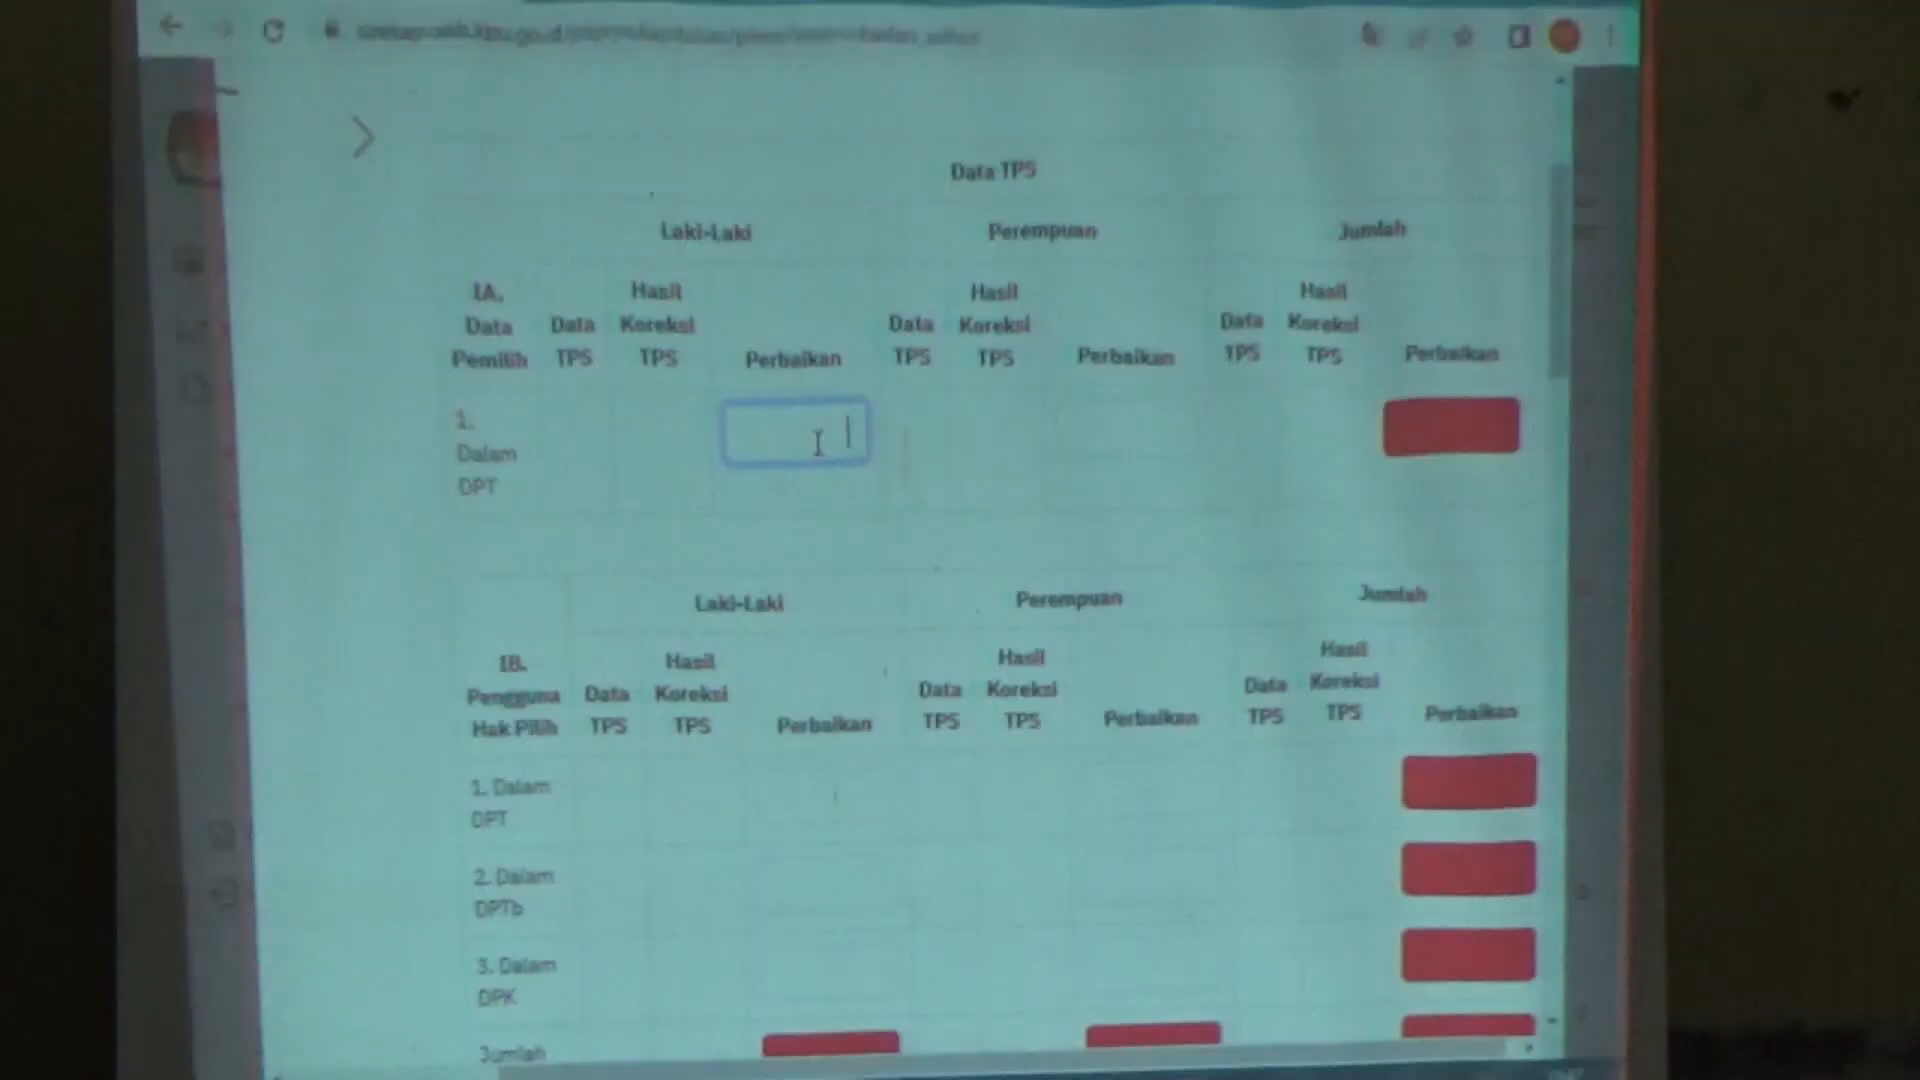 Data TPS
Laki-Laki Perempuan Jumlah
IA. Data Pemilih Data TPS Hasil Koreksi TPS Perbaikan Data TPS Hasil Koreksi TPS Perbaikan Data TPS Hasil Koreksi TPS Perbaikan
1. Dalam DPT
Laki-Laki Perempuan Jumlah
IB. Pengguna Hak Pilih Data TPS Hasil Koreksi TPS Perbaikan Data TPS Hasil Koreksi TPS Perbaikan Data TPS Hasil Koreksi TPS Perbaikan
1. Dalam DPT
2. Dalam DPTb
3. Dalam DPK
Jumlah